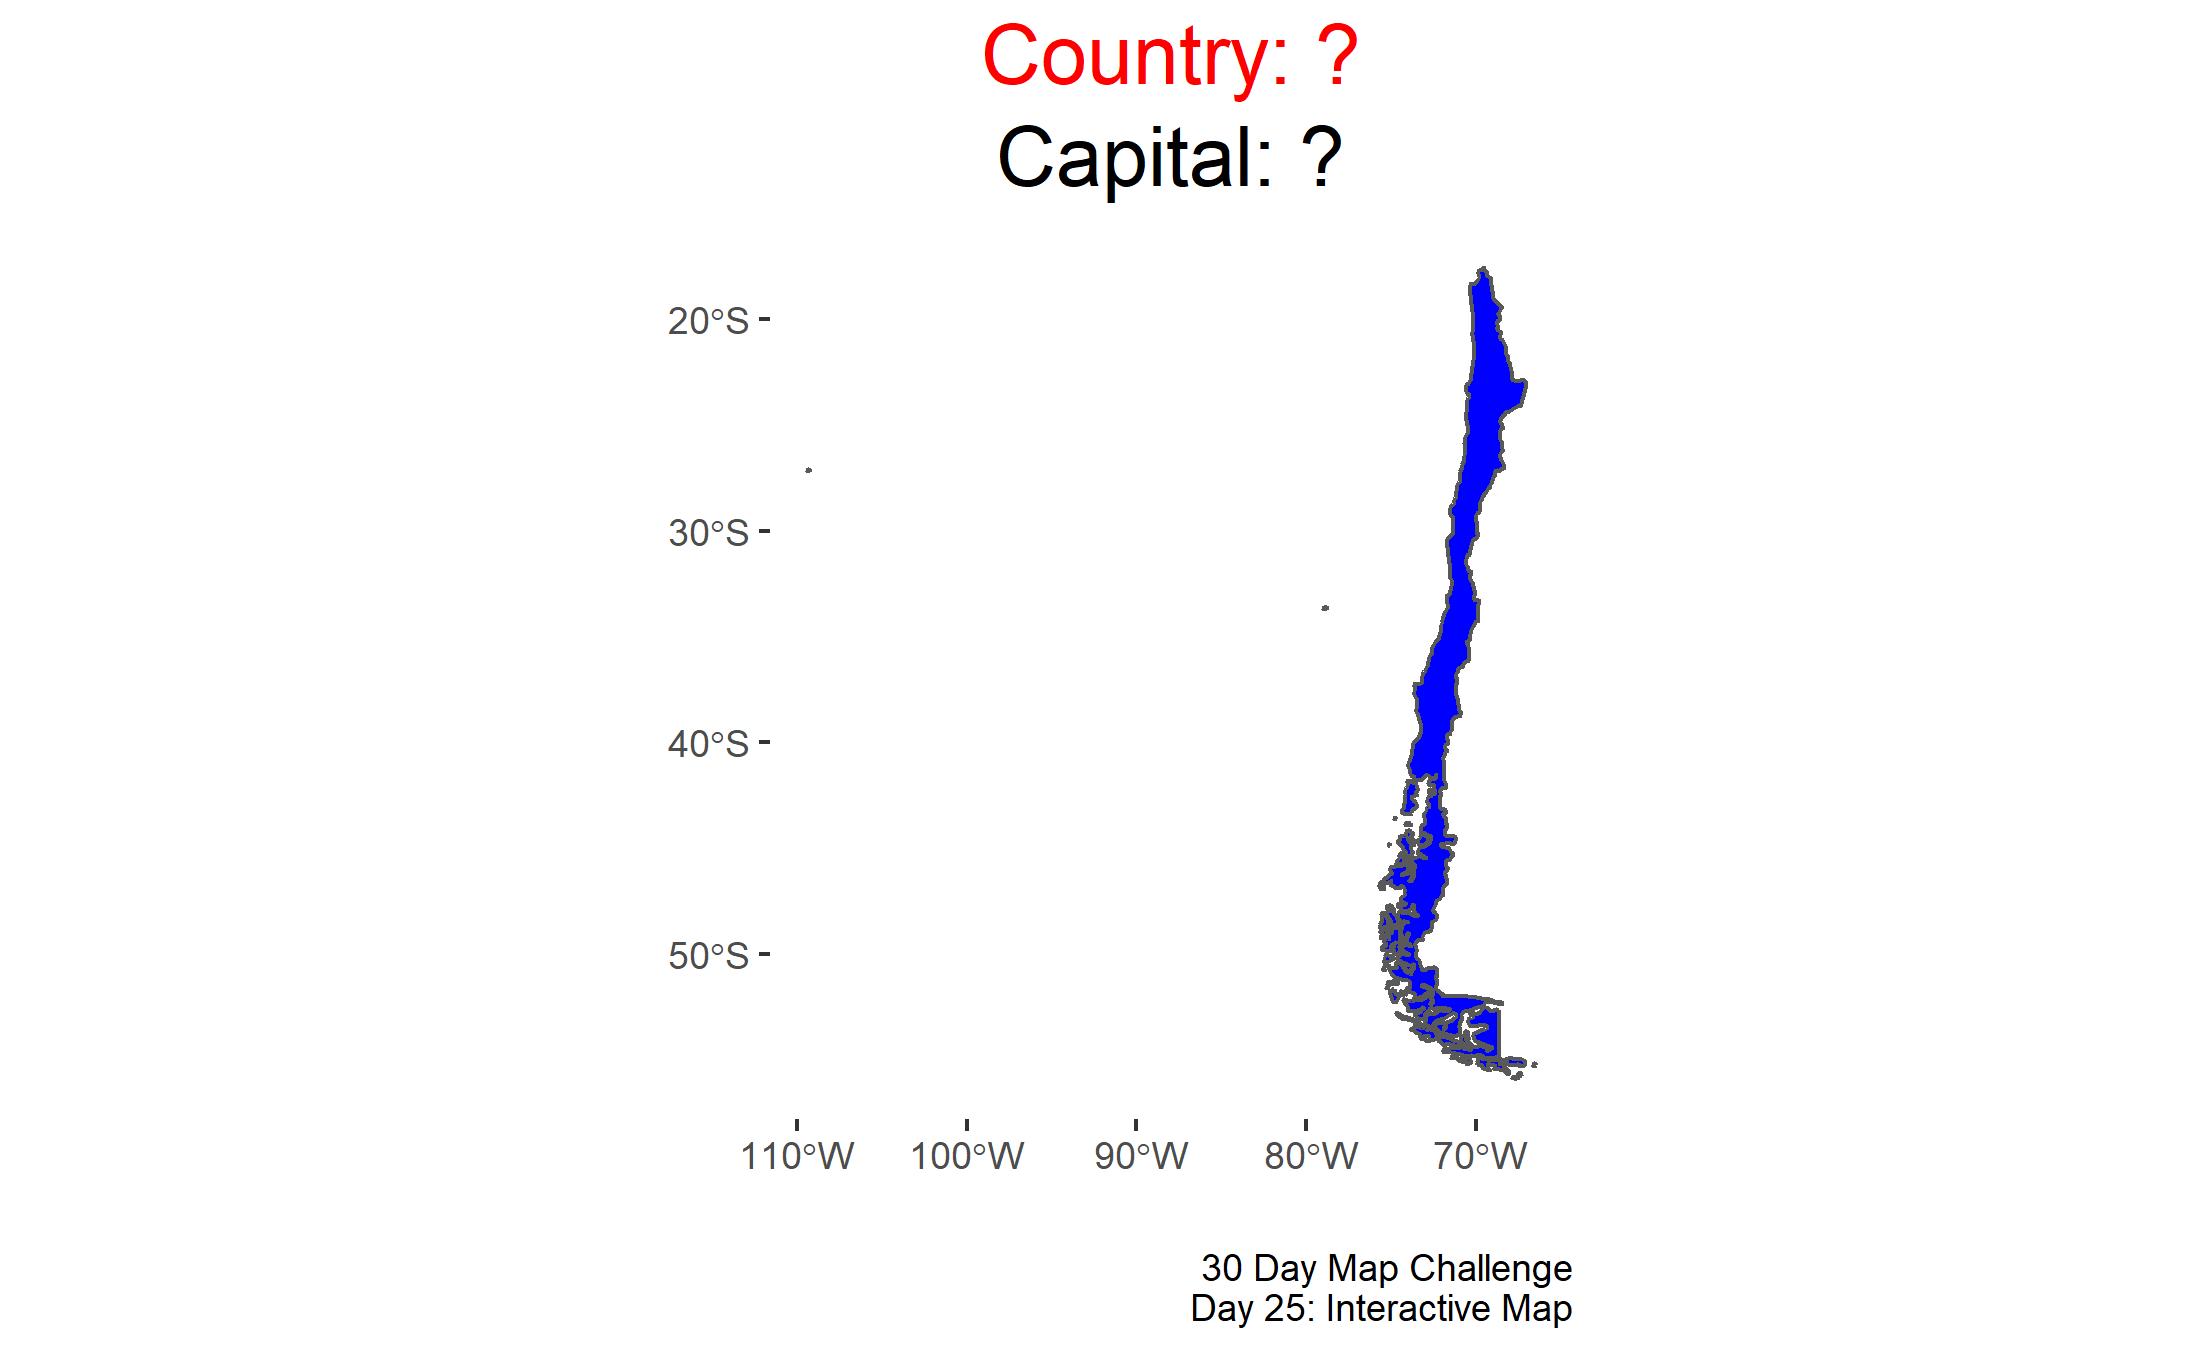 Country: ?
Capital: ?
20°S
30°S
40°S
50°S
110°W 100°W 90°W 80°W 70°W
30 Day Map Challenge
Day 25: Interactive Map